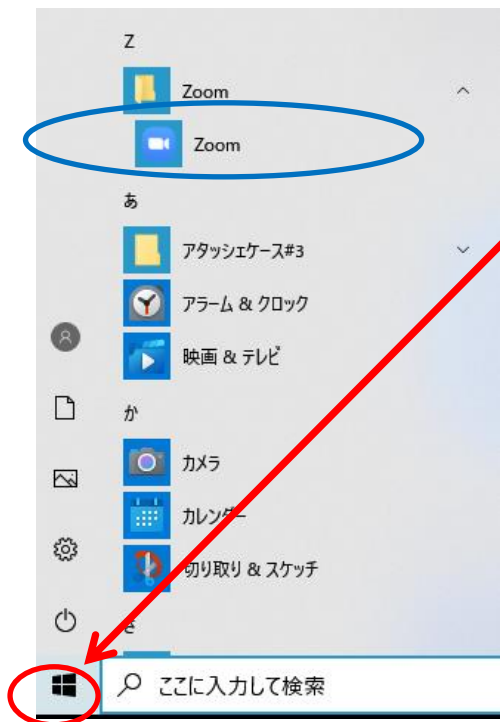 Z
Zoom
Zoom
あ
アタッシェケース#3
アラーム & クロック
映画 & テレビ
か
カメラ
カレンダー
切り取り & スケッチ
さ
ここに入力して検索